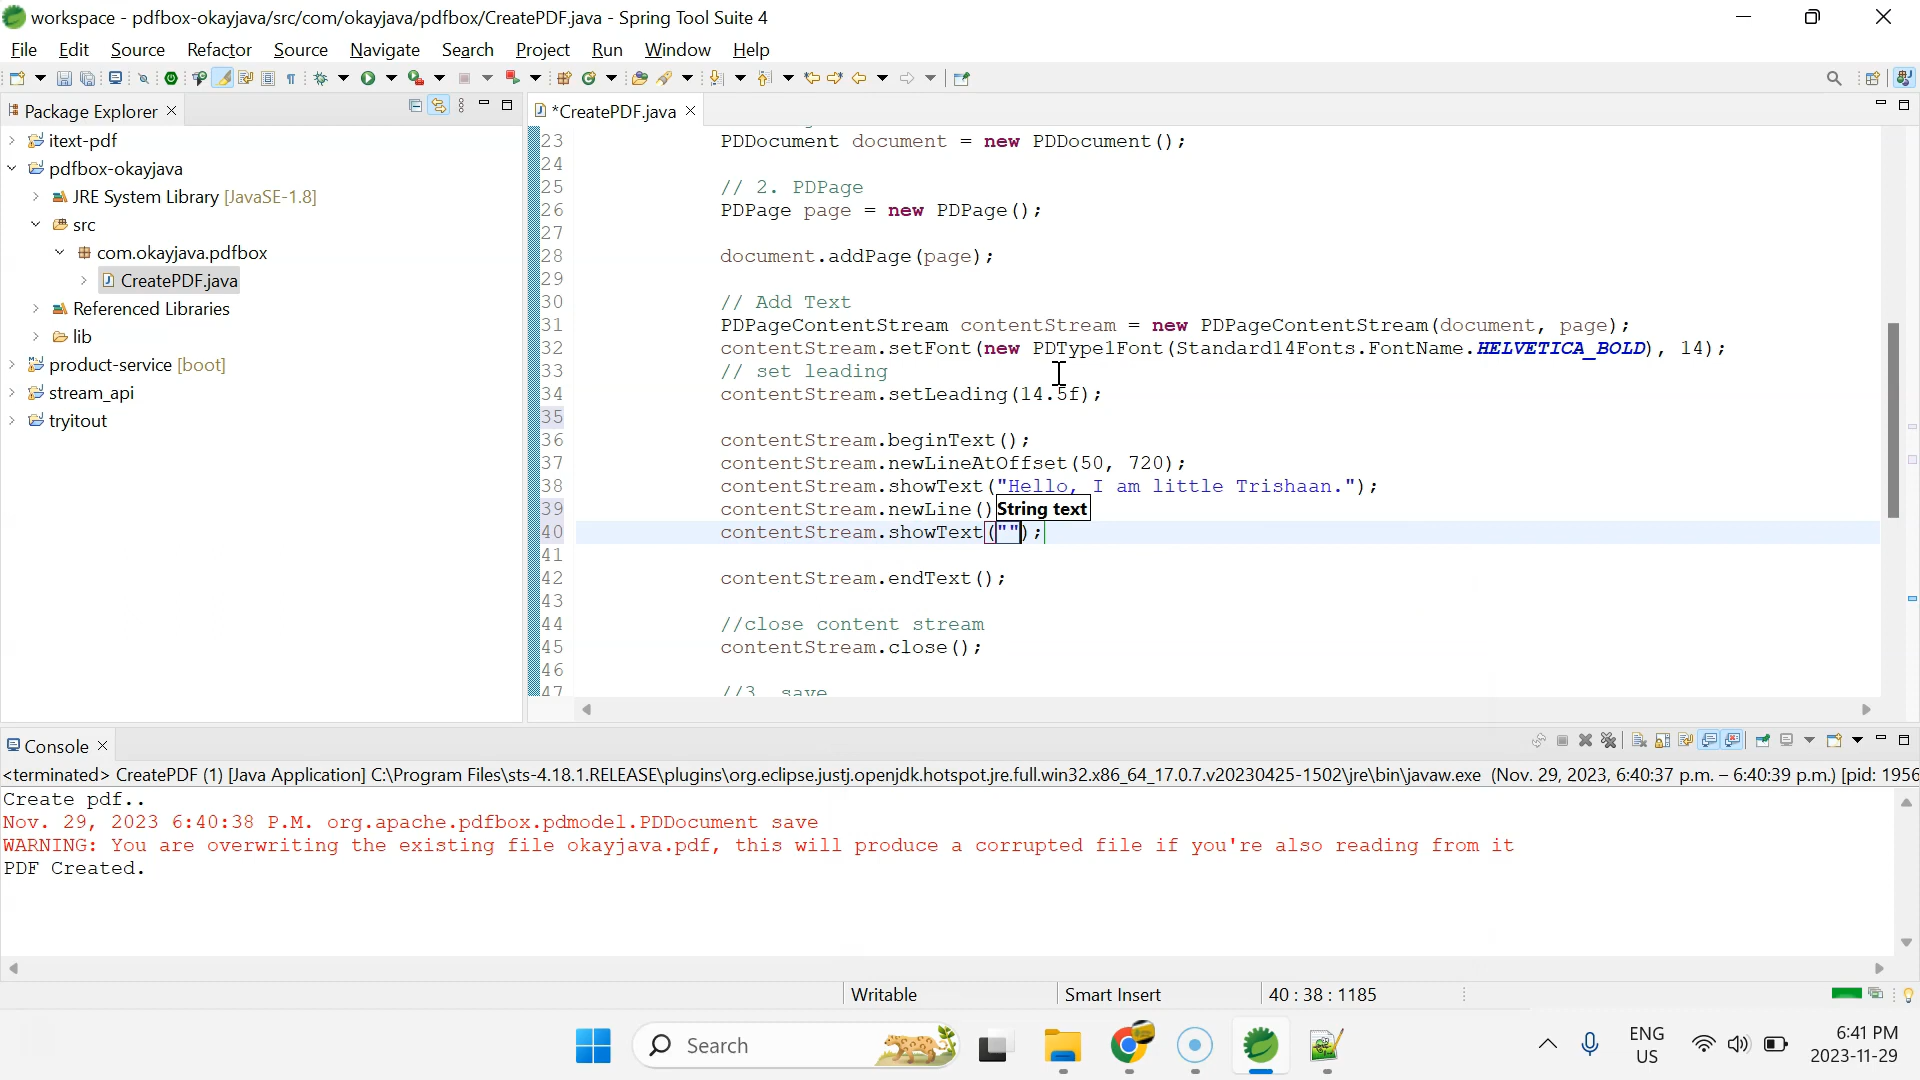 workspace - pdfbox-okayjava/src/com/okayjava/pdfbox/CreatePDF.java - Spring Tool Suite 4
File Edit Source Refactor Source Navigate Search Project Run Window Help
Package Explorer
*CreatePDF.java
itext-pdf
pdfbox-okayjava
JRE System Library [JavaSE-1.8]
src
com.okayjava.pdfbox
CreatePDF.java
Referenced Libraries
lib
product-service [boot]
stream_api
tryitout
23 PDDocument document = new PDDocument();
24
25 // 2. PDPage
26 PDPage page = new PDPage();
27
28 document.addPage(page);
29
30 // Add Text
31 PDPageContentStream contentStream = new PDPageContentStream(document, page);
32 contentStream.setFont(new PDType1Font(Standard14Fonts.FontName.HELVETICA_BOLD), 14);
33 // set leading
34 contentStream.setLeading(14.5f);
35
36 contentStream.beginText();
37 contentStream.newLineAtOffset(50, 720);
38 contentStream.showText("Hello, I am little Trishaan.");
39 contentStream.newLine() String text
40 contentStream.showText("");
41
42 contentStream.endText();
43
44 //close content stream
45 contentStream.close();
46
47 //3. save
Console
<terminated> CreatePDF (1) [Java Application] C:\Program Files\sts-4.18.1.RELEASE\plugins\org.eclipse.justj.openjdk.hotspot.jre.full.win32.x86_64_17.0.7.v20230425-1502\jre\bin\javaw.exe (Nov. 29, 2023, 6:40:37 p.m. – 6:40:39 p.m.) [pid: 1956
Create pdf..
Nov. 29, 2023 6:40:38 P.M. org.apache.pdfbox.pdmodel.PDDocument save
WARNING: You are overwriting the existing file okayjava.pdf, this will produce a corrupted file if you're also reading from it
PDF Created.
Writable Smart Insert 40 : 38 : 1185
Search
ENG
US
6:41 PM
2023-11-29